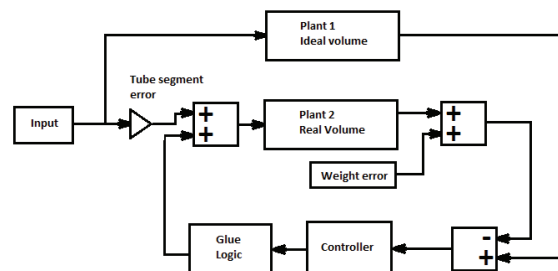 Plant 1
Ideal volume
Tube segment
error
Input
+
+
Plant 2
Real Volume
+
+
Weight error
Glue
Logic
Controller
-
+